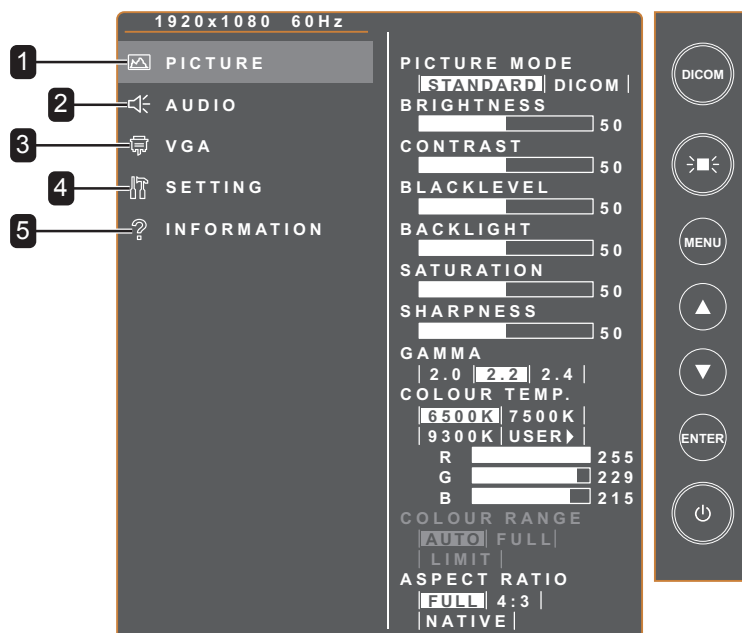 1920x1080 60Hz
1 PICTURE
2 AUDIO
3 VGA
4 SETTING
5 INFORMATION
PICTURE MODE
STANDARD DICOM
BRIGHTNESS
50
CONTRAST
50
BLACKLEVEL
50
BACKLIGHT
50
SATURATION
50
SHARPNESS
50
GAMMA
2.0 2.2 2.4
COLOUR TEMP.
6500K 7500K
9300K USER
R 255
G 229
B 215
COLOUR RANGE
AUTO FULL
LIMIT
ASPECT RATIO
FULL 4:3
NATIVE
DICOM
MENU
ENTER